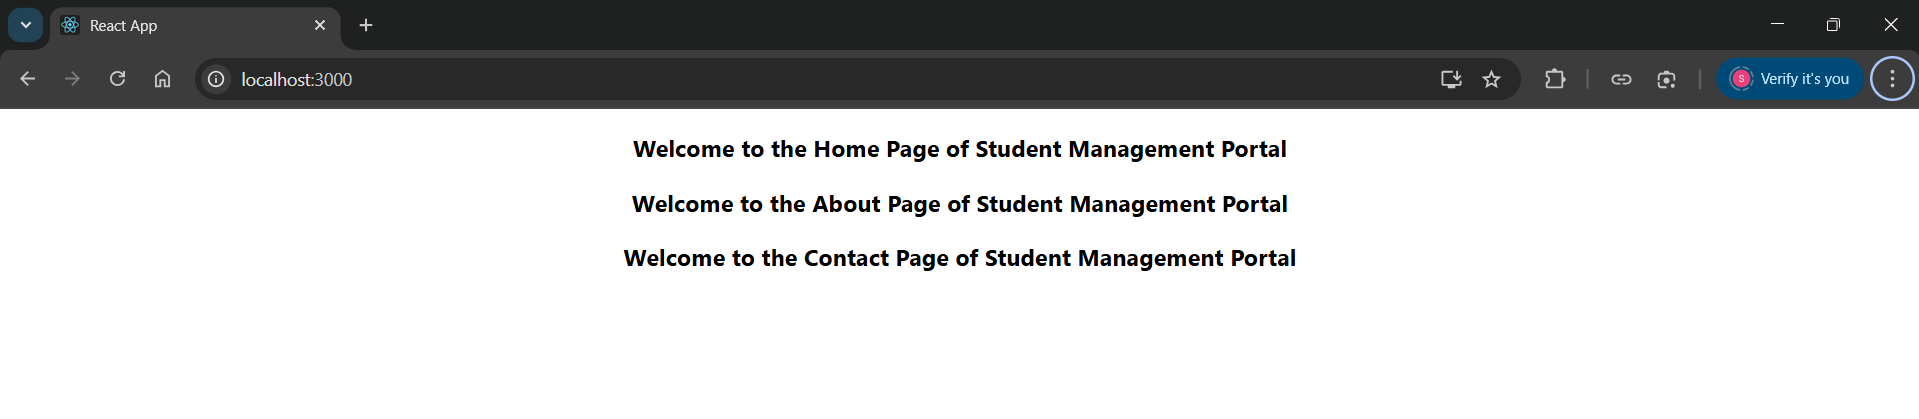 React App
localhost:3000
S
Verify it's you
Welcome to the Home Page of Student Management Portal
Welcome to the About Page of Student Management Portal
Welcome to the Contact Page of Student Management Portal